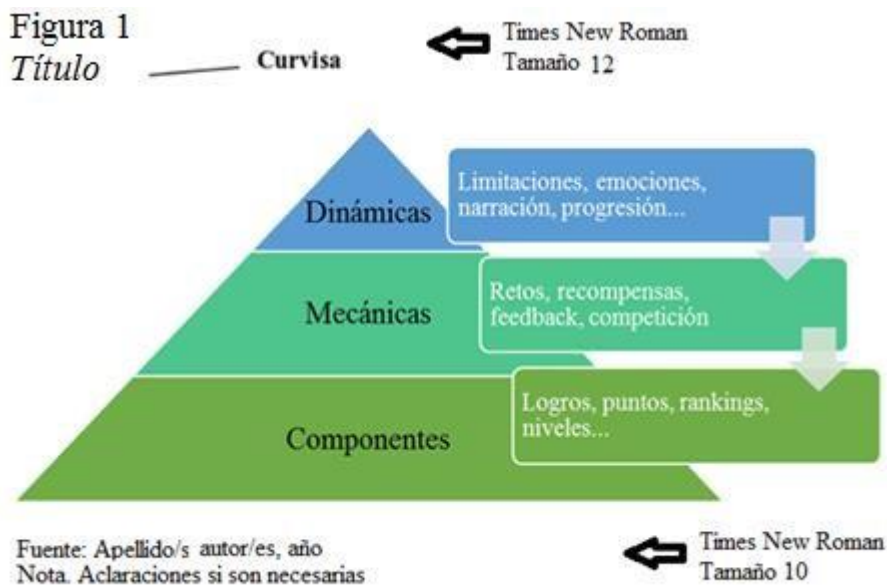 Figura 1
Título
Curvisa
Times New Roman
Tamaño 12
Dinámicas
Limitaciones, emociones,
narración, progresión...
Mecánicas
Retos, recompensas,
feedback, competición
Componentes
Logros, puntos, rankings,
niveles...
Fuente: Apellido/s autor/es, año
Nota. Aclaraciones si son necesarias
Times New Roman
Tamaño 10